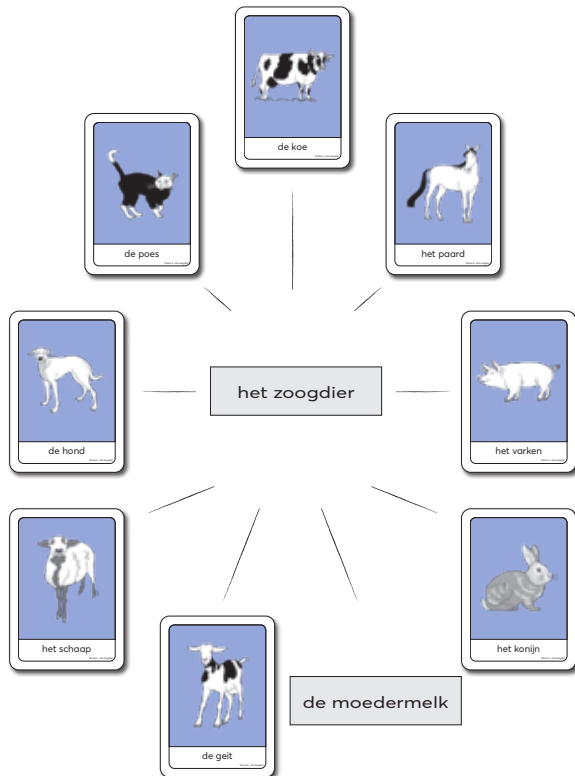 de koe
de poes
het paard
het zoogdier
de hond
het varken
het schaap
het konijn
de moedermelk
de geit